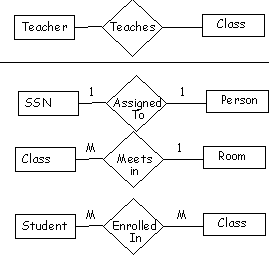 Teacher Teaches Class
SSN 1 Assigned To 1 Person
Class M Meets in 1 Room
Student M Enrolled In M Class